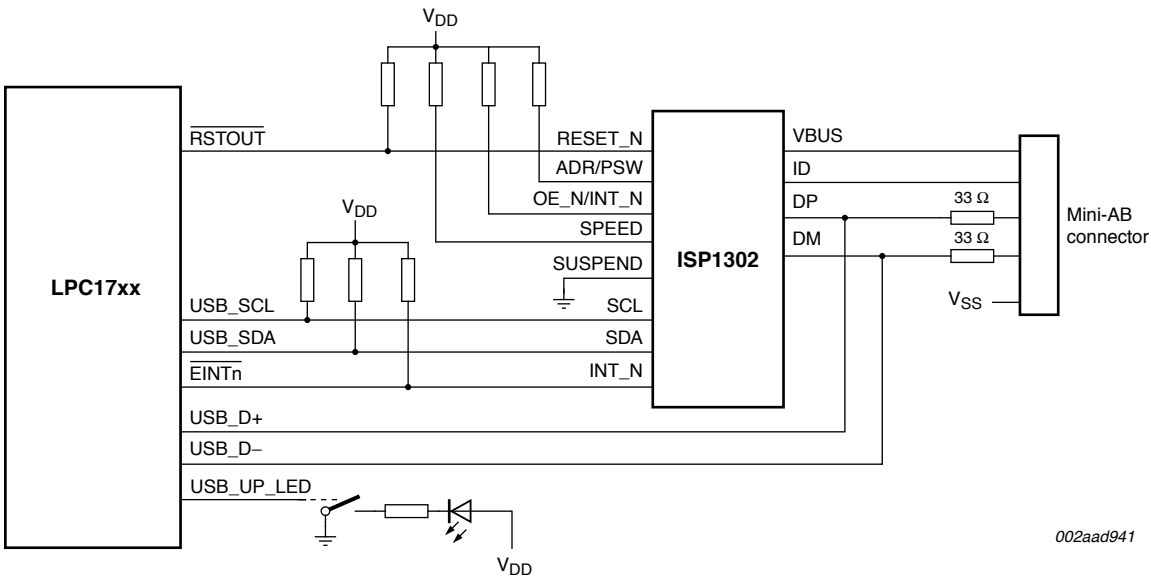 VDD
RSTOUT
RESET_N
ADR/PSW
OE_N/INT_N
SPEED
SUSPEND
VDD
LPC17xx
USB_SCL
SCL
USB_SDA
SDA
EINTn
INT_N
USB_D+
USB_D−
USB_UP_LED
VDD
ISP1302
VBUS
ID
DP
33 Ω
DM
33 Ω
VSS
Mini-AB
connector
002aad941